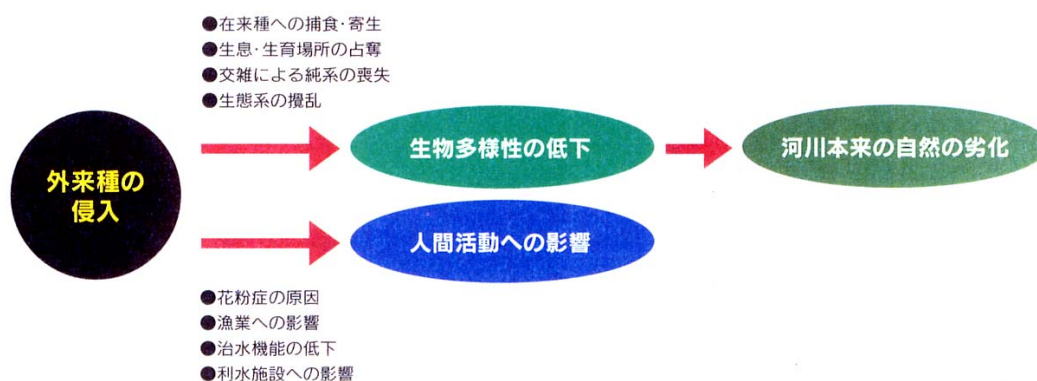 ●在来種への捕食･寄生
●生息･生育場所の占奪
●交雑による純系の喪失
●生態系の攪乱
外来種の
侵入
生物多様性の低下
河川本来の自然の劣化
人間活動への影響
●花粉症の原因
●漁業への影響
●治水機能の低下
●利水施設への影響